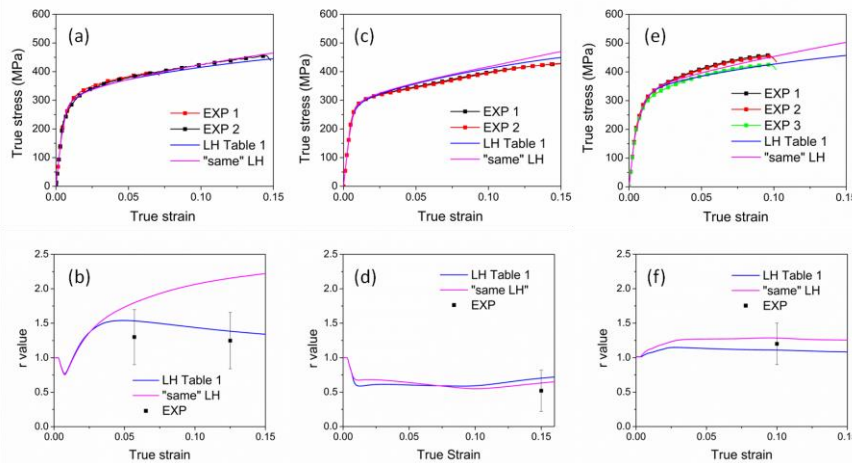 (a)
True stress (MPa)
600
500
400
300
200
100
0
EXP 1
EXP 2
LH Table 1
"same" LH
0.00 0.05 0.10 0.15
True strain
(c)
True stress (MPa)
600
500
400
300
200
100
0
EXP 1
EXP 2
LH Table 1
"same" LH
0.00 0.05 0.10 0.15
True strain
(e)
True stress (MPa)
600
500
400
300
200
100
0
EXP 1
EXP 2
EXP 3
LH Table 1
"same" LH
0.00 0.05 0.10 0.15
True strain
(b)
r value
2.5
2.0
1.5
1.0
0.5
0.0
LH Table 1
"same" LH
EXP
0.00 0.05 0.10 0.15
True strain
(d)
r value
2.5
2.0
1.5
1.0
0.5
0.0
LH Table 1
"same LH"
EXP
0.00 0.05 0.10 0.15
True Strain
(f)
r value
2.5
2.0
1.5
1.0
0.5
0.0
LH Table 1
"same" LH
EXP
0.00 0.05 0.10 0.15
True strain